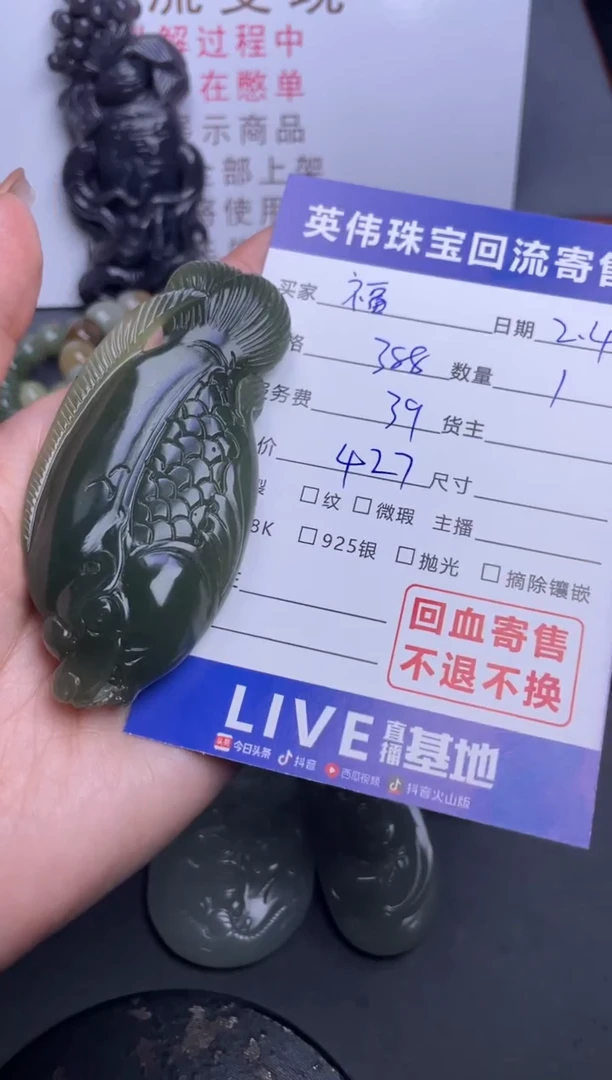 解过程中
在憋单
示商品
部上架
使用
英伟珠宝回流寄售
买家 福 日期 2.4
格 388 数量 1
务费 39 货主
价 427 尺寸
裂 □纹 □微瑕 主播
8K □925银 □抛光 □摘除镶嵌
回血寄售
不退不换
LIVE 直播基地
头条 今日头条 抖音 西瓜视频 抖音火山版